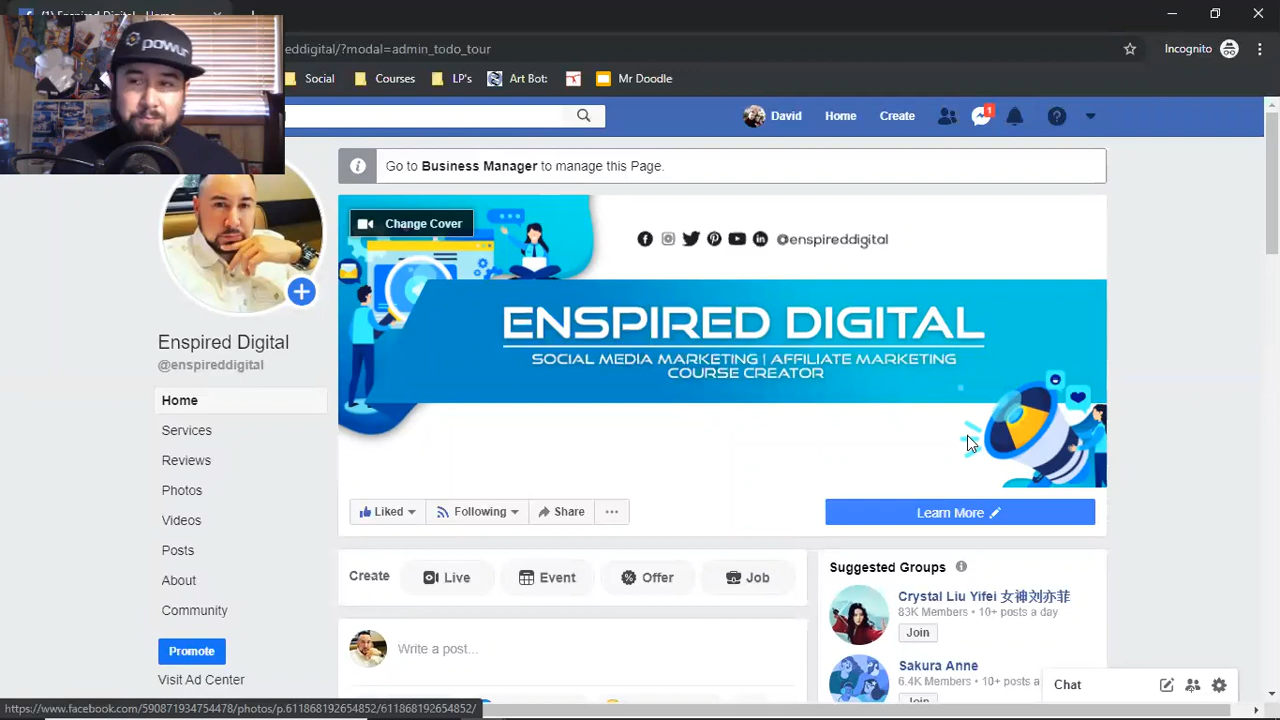 eddigital/?modal=admin_todo_tour
Incognito
Social
Courses
LP's
Art Bot:
Mr Dodle
powur
David
Home
Create
1
Go to Business Manager to manage this Page.
Change Cover
@enspireddigital
ENSPIRED DIGITAL
SOCIAL MEDIA MARKETING | AFFILIATE MARKETING
COURSE CREATOR
Enspired Digital
@enspireddigital
Home
Services
Reviews
Photos
Videos
Posts
About
Community
Promote
Visit Ad Center
Liked
Following
Share
Learn More
Create
Live
Event
Offer
Job
Write a post...
Suggested Groups
Crystal Liu Yifei 女神刘亦菲
83K Members • 10+ posts a day
Join
Sakura Anne
6.4K Members • 10+ posts a
Join
Chat
https://www.facebook.com/590871934754478/photos/p.611868192654852/611868192654852/